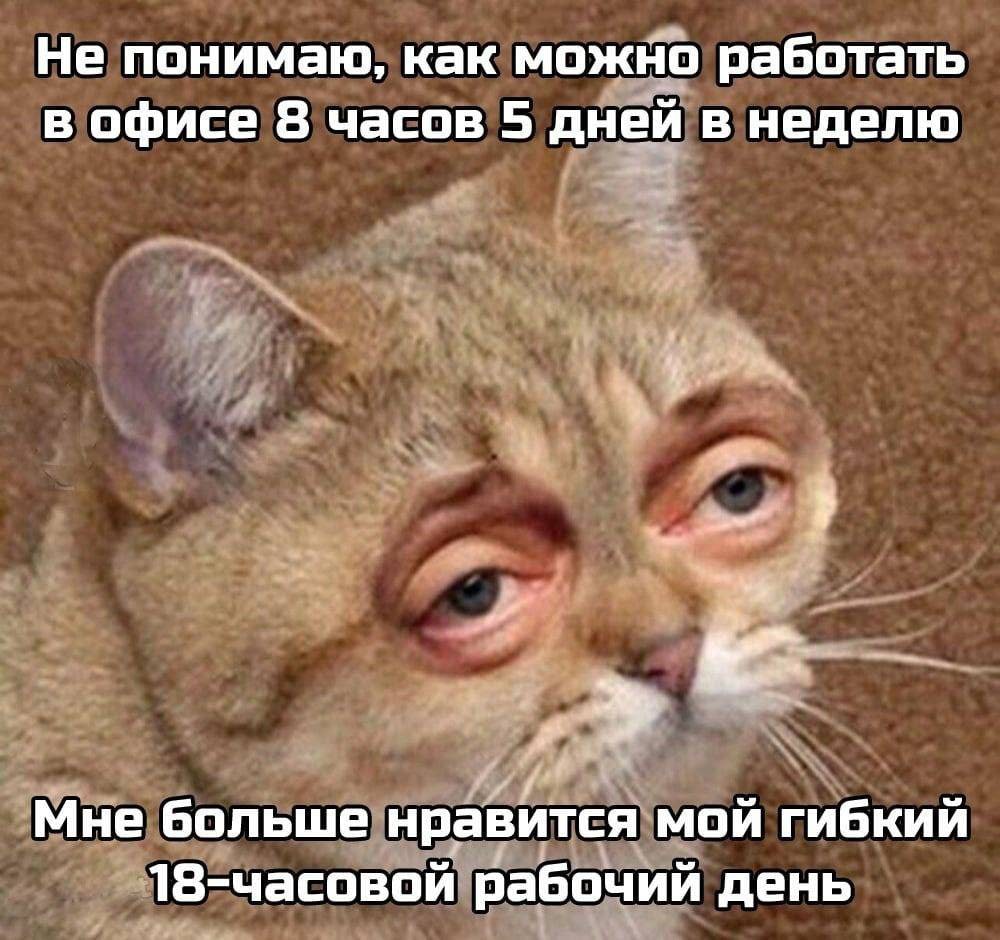 Не понимаю, как можно работать
в офисе 8 часов 5 дней в неделю
Мне больше нравится мой гибкий
18-часовой рабочий день